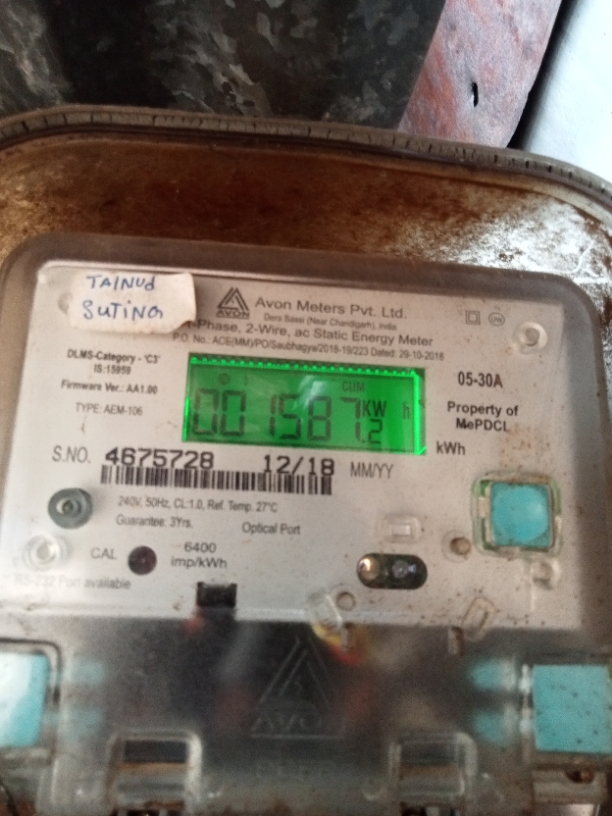 TAINUd
SUTING
AVON
Avon Meters Pvt. Ltd.
Dera Bassi (Near Chandigarh), India
-Phase, 2-Wire, ac Static Energy Meter
P.O. No. ACE(MM)/PO/Saubhagya/2018-19/223 Dated: 29-10-2018
DLMS-Category - 'C3'
IS:15959
Firmware Ver.: AA1.00
TYPE: AEM-106
CUM
001587.2 KWh
05-30A
Property of
MePDCL
kWh
S.NO. 4675728 12/18 MM/YY
240V, 50Hz, CL:1.0, Ref. Temp. 27°C
Guarantee: 3Yrs.
Optical Port
CAL
6400
imp/kWh
RS-232 Port available
AVON